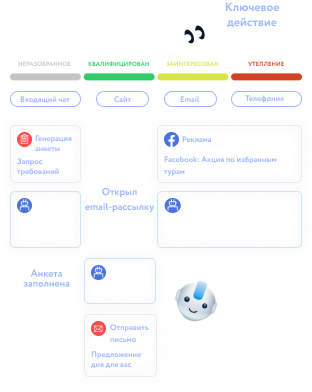 Ключевое
действие
НЕРАЗОБРАННОЕ
КВАЛИФИЦИРОВАН
ЗАИНТЕРЕСОВАН
УТЕПЛЕНИЕ
Входящий чат
Сайт
Email
Телефония
Генерация
анкеты
Запрос
требований
Реклама
Facebook: Акция по избранным
турам
Открыл
email-рассылку
Анкета
заполнена
Отправить
письмо
Предложение
дня для вас